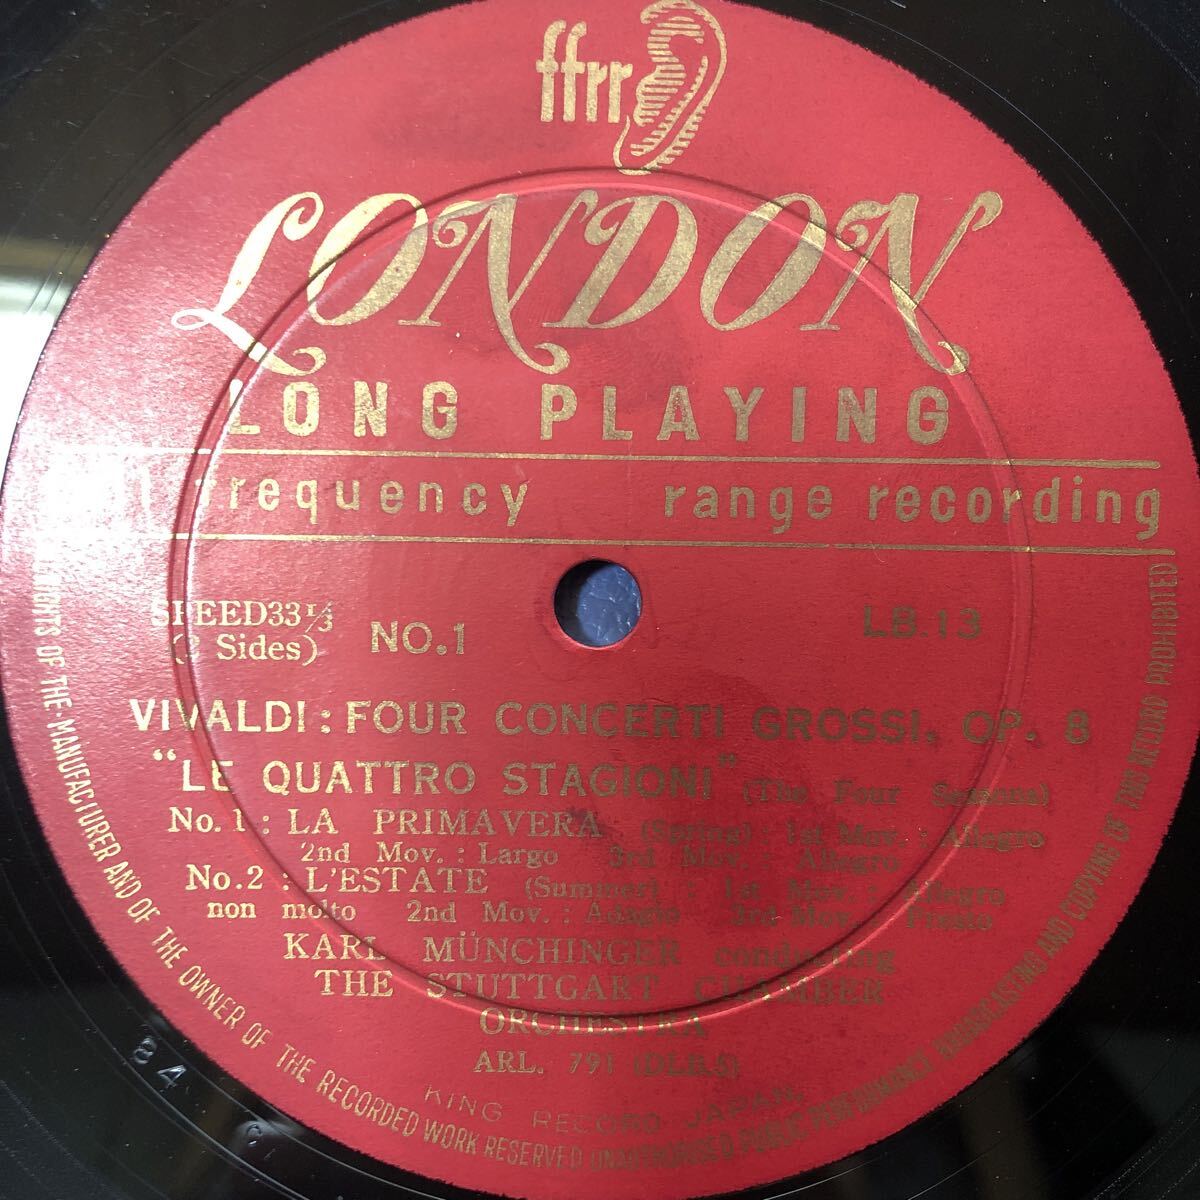 ffrr
LONDON
LONG PLAYING
frequency range recording
SPEED33⅓
(2 Sides)
NO.1
LB.13
VIVALDI: FOUR CONCERTI GROSSI, OP. 8
"LE QUATTRO STAGIONI" (The Four Seasons)
No. 1: LA PRIMAVERA (Spring): 1st Mov.: Allegro
2nd Mov.: Largo 3rd Mov.: Allegro
No.2: L'ESTATE (Summer): 1st Mov.: Allegro
non molto 2nd Mov.: Adagio 3rd Mov.: Presto
KARL MÜNCHINGER conducting
THE STUTTGART CHAMBER
ORCHESTRA
ARL. 791 (DLB.5)
KING RECORD JAPAN.
RIGHTS OF THE MANUFACTURER AND OF THE OWNER OF THE RECORDED WORK RESERVED UNAUTHORISED PUBLIC PERFORMANCE BROADCASTING AND COPYING OF THIS RECORD PROHIBITED
84